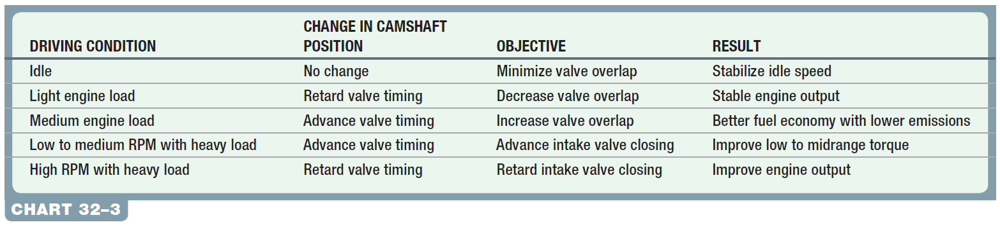 CHANGE IN CAMSHAFT
DRIVING CONDITION POSITION OBJECTIVE RESULT
Idle No change Minimize valve overlap Stabilize idle speed
Light engine load Retard valve timing Decrease valve overlap Stable engine output
Medium engine load Advance valve timing Increase valve overlap Better fuel economy with lower emissions
Low to medium RPM with heavy load Advance valve timing Advance intake valve closing Improve low to midrange torque
High RPM with heavy load Retard valve timing Retard intake valve closing Improve engine output
CHART 32–3